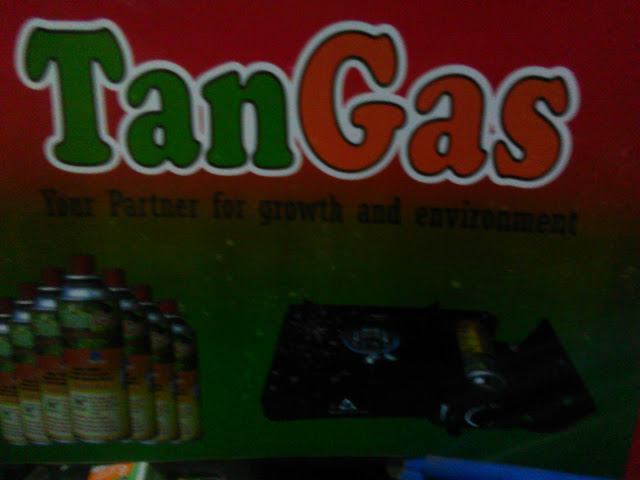 TanGas
Your Partner for growth and environment